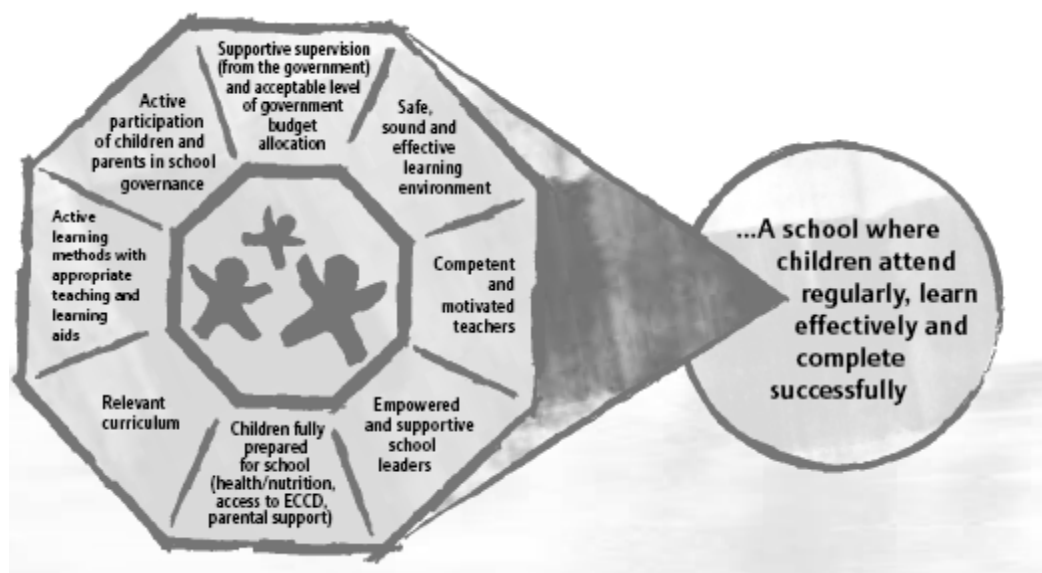 Supportive supervision
(from the government)
and acceptable level
of government
budget
allocation
Safe,
sound and
effective
learning
environment
Competent
and
motivated
teachers
Empowered
and supportive
school
leaders
Children fully
prepared
for school
(health/nutrition,
access to ECCD,
parental support)
Relevant
curriculum
Active
learning
methods with
appropriate
teaching and
learning
aids
Active
participation
of children and
parents in school
governance
...A school where
children attend
regularly, learn
effectively and
complete
successfully